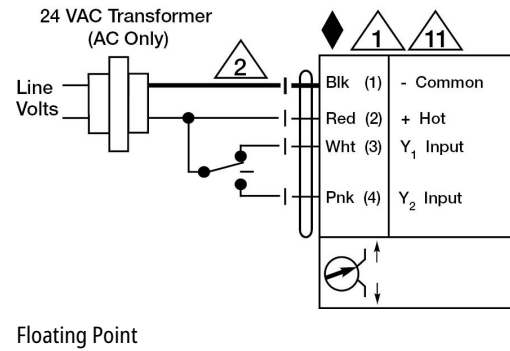 24 VAC Transformer
(AC Only)
Line
Volts
2
1
11
Blk (1) - Common
Red (2) + Hot
Wht (3) Y1 Input
Pnk (4) Y2 Input
Floating Point